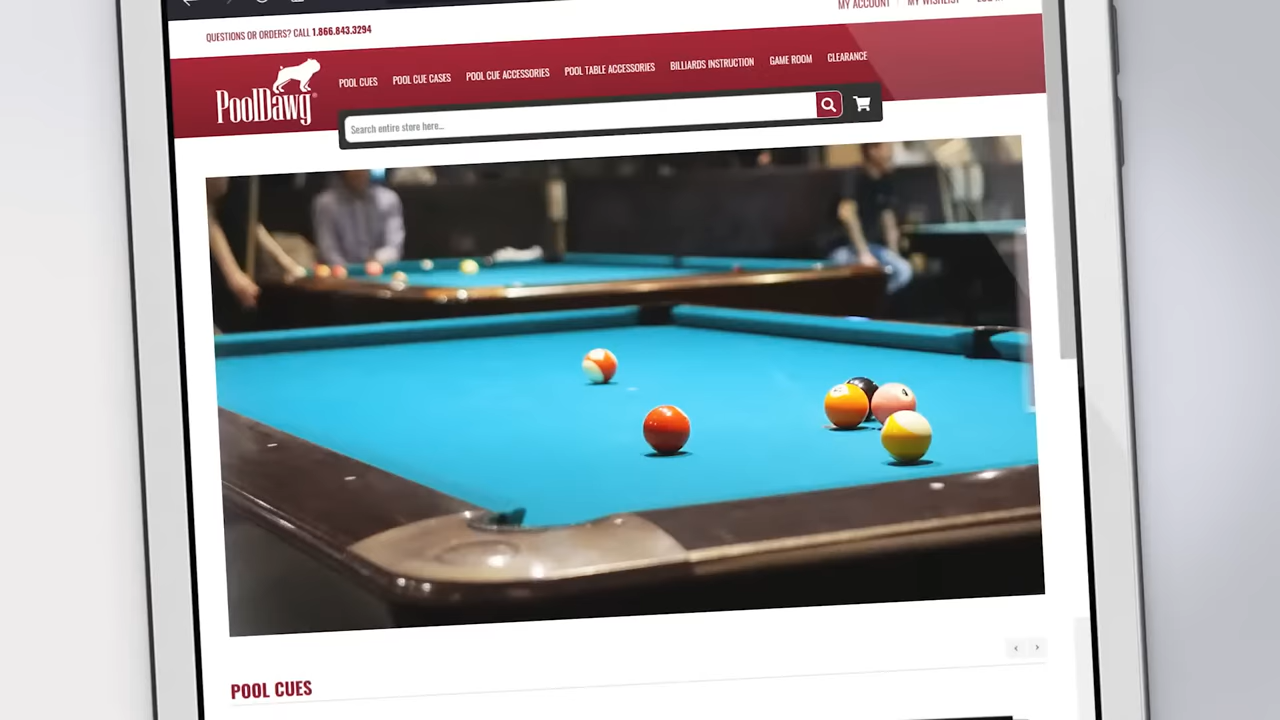 MY ACCOUNT
MY WISHLIST
QUESTIONS OR ORDERS? CALL 1.866.843.3294
PoolDawg®
POOL CUES
POOL CUE CASES
POOL CUE ACCESSORIES
POOL TABLE ACCESSORIES
BILLIARDS INSTRUCTION
GAME ROOM
CLEARANCE
Search entire store here...
POOL CUES